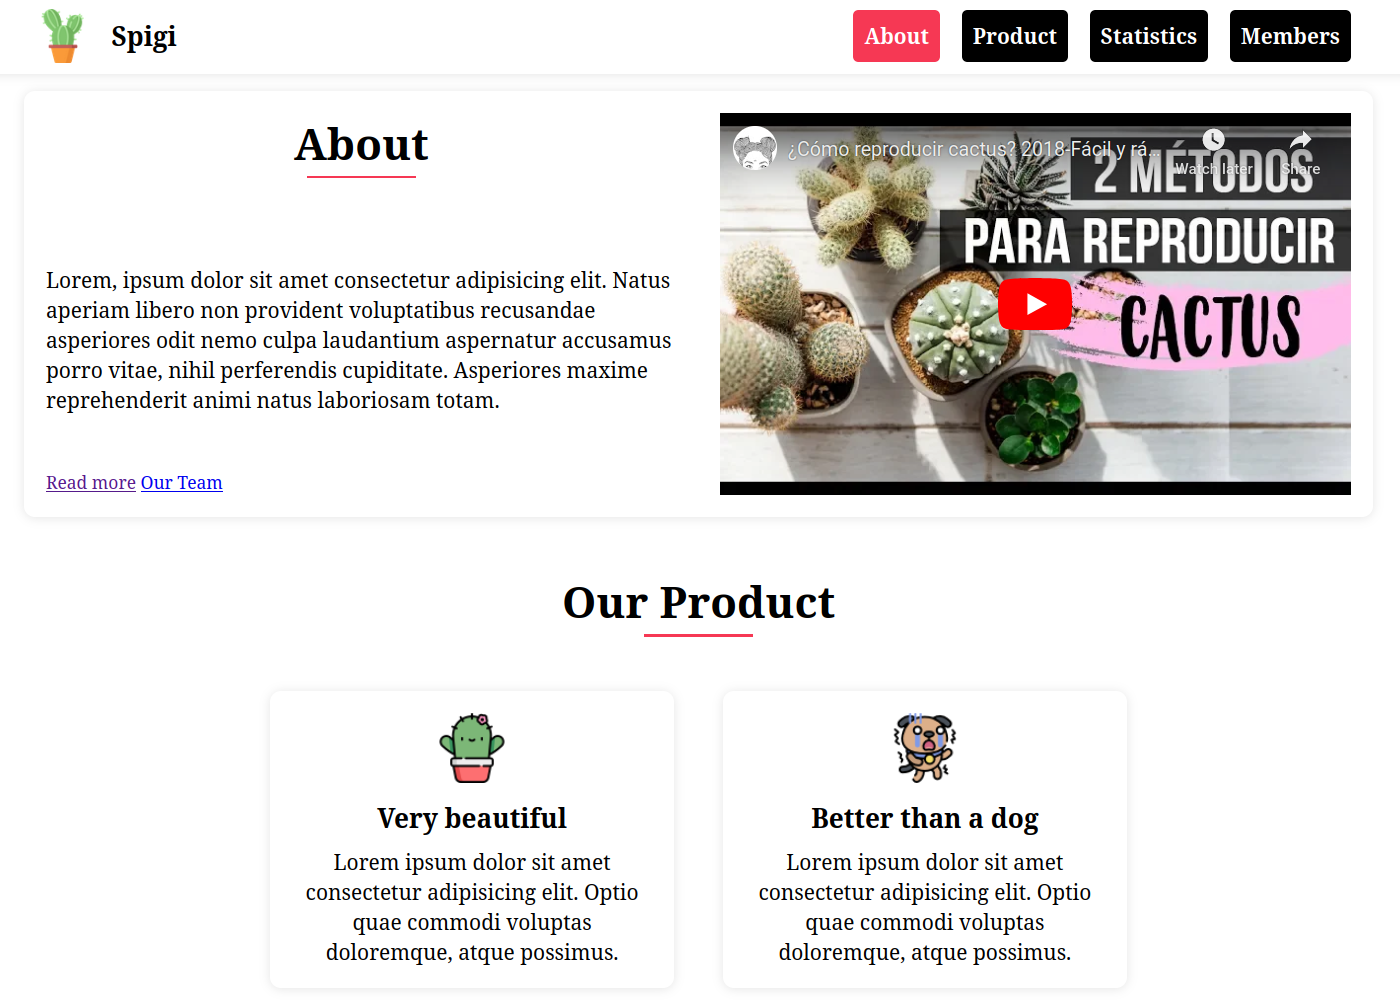 Spigi
About
Product
Statistics
Members
About
Lorem, ipsum dolor sit amet consectetur adipisicing elit. Natus
aperiam libero non provident voluptatibus recusandae
asperiores odit nemo culpa laudantium aspernatur accusamus
porro vitae, nihil perferendis cupiditate. Asperiores maxime
reprehenderit animi natus laboriosam totam.
Read more Our Team
¿Cómo reproducir cactus? 2018-Fácil y rá...
Watch later
Share
2 MÉTODOS
PARA REPRODUCIR
CACTUS
Our Product
Very beautiful
Lorem ipsum dolor sit amet
consectetur adipisicing elit. Optio
quae commodi voluptas
doloremque, atque possimus.
Better than a dog
Lorem ipsum dolor sit amet
consectetur adipisicing elit. Optio
quae commodi voluptas
doloremque, atque possimus.